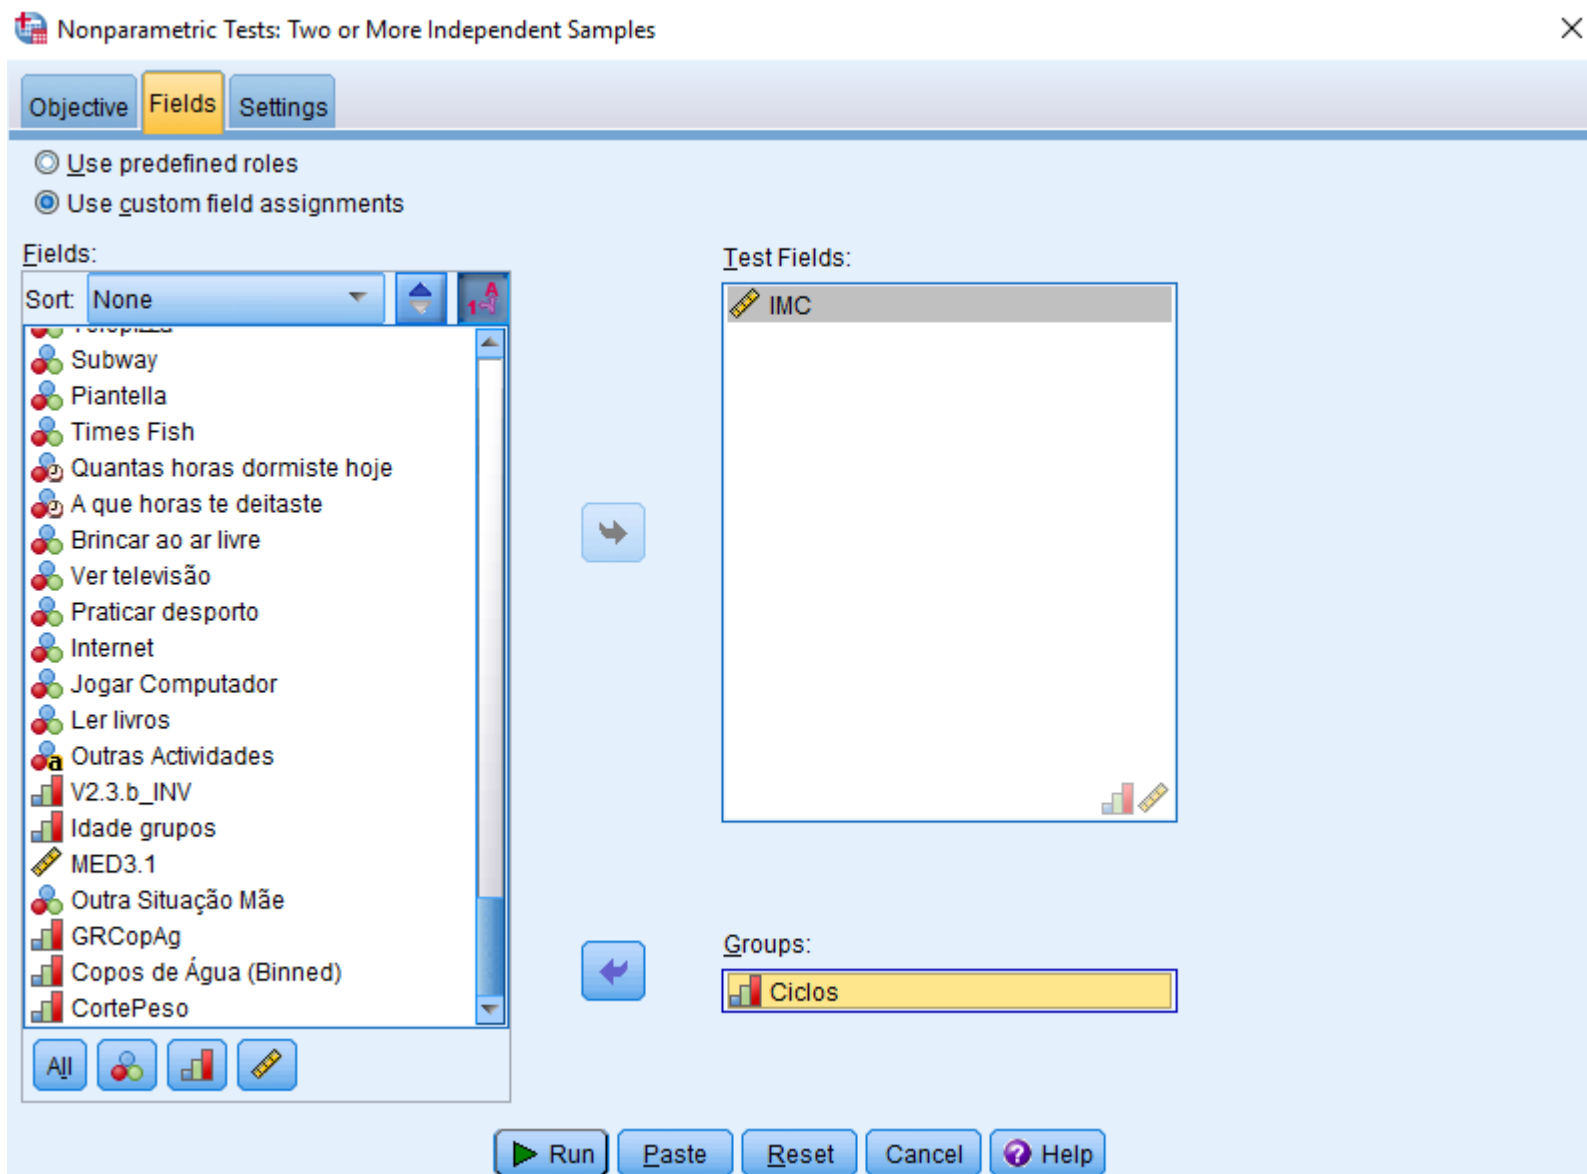 Nonparametric Tests: Two or More Independent Samples
Objective Fields Settings
Use predefined roles
Use custom field assignments
Fields:
Sort: None
Subway
Piantella
Times Fish
Quantas horas dormiste hoje
A que horas te deitaste
Brincar ao ar livre
Ver televisão
Praticar desporto
Internet
Jogar Computador
Ler livros
Outras Actividades
V2.3.b_INV
Idade grupos
MED3.1
Outra Situação Mãe
GRCopAg
Copos de Água (Binned)
CortePeso
All
Test Fields:
IMC
Groups:
Ciclos
Run Paste Reset Cancel Help